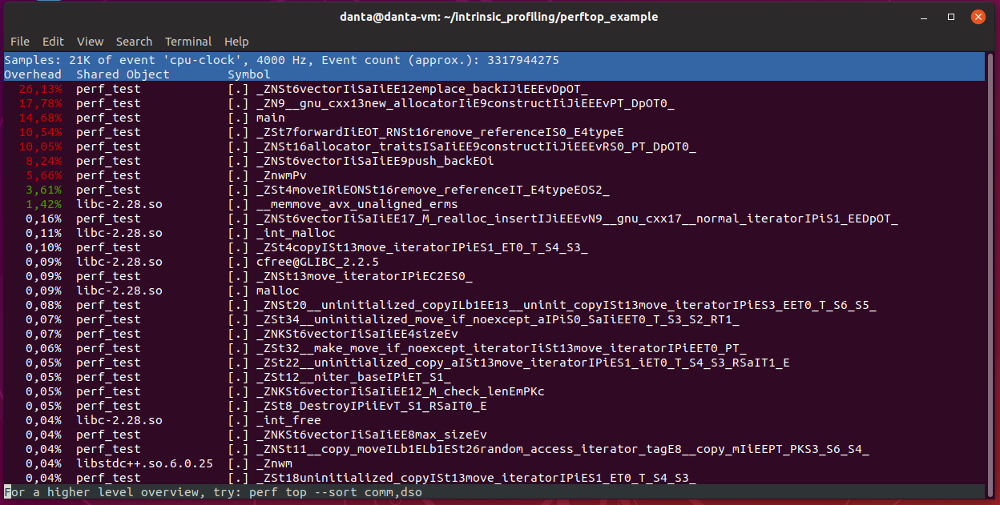 danta@danta-vm: ~/intrinsic_profiling/perftop_example
File Edit View Search Terminal Help
Samples: 21K of event 'cpu-clock', 4000 Hz, Event count (approx.): 3317944275
Overhead Shared Object Symbol
26,13% perf_test [.] _ZNSt6vectorIiSaIiEE12emplace_backIJiEEEvDpOT_
17,78% perf_test [.] _ZN9__gnu_cxx13new_allocatorIiE9constructIiJiEEEvPT_DpOT0_
14,68% perf_test [.] main
10,54% perf_test [.] _ZSt7forwardIiEOT_RNSt16remove_referenceIS0_E4typeE
10,05% perf_test [.] _ZNSt16allocator_traitsISaIiEE9constructIiJiEEEvRS0_PT_DpOT0_
8,24% perf_test [.] _ZNSt6vectorIiSaIiEE9push_backEOi
5,66% perf_test [.] _ZnwmPv
3,61% perf_test [.] _ZSt4moveIRiEONSt16remove_referenceIT_E4typeEOS2_
1,42% libc-2.28.so [.] __memmove_avx_unaligned_erms
0,16% perf_test [.] _ZNSt6vectorIiSaIiEE17_M_realloc_insertIJiEEEvN9__gnu_cxx17__normal_iteratorIPiS1_EEDpOT_
0,11% libc-2.28.so [.] _int_malloc
0,10% perf_test [.] _ZSt4copyISt13move_iteratorIPiES1_ET0_T_S4_S3_
0,09% libc-2.28.so [.] cfree@GLIBC_2.2.5
0,09% perf_test [.] _ZNSt13move_iteratorIPiEC2ES0_
0,09% libc-2.28.so [.] malloc
0,08% perf_test [.] _ZNSt20__uninitialized_copyILb1EE13__uninit_copyISt13move_iteratorIPiES3_EET0_T_S6_S5_
0,07% perf_test [.] _ZSt34__uninitialized_move_if_noexcept_aIPiS0_SaIiEET0_T_S3_S2_RT1_
0,07% perf_test [.] _ZNKSt6vectorIiSaIiEE4sizeEv
0,06% perf_test [.] _ZSt32__make_move_if_noexcept_iteratorIiSt13move_iteratorIPiEET0_PT_
0,05% perf_test [.] _ZSt22__uninitialized_copy_aISt13move_iteratorIPiES1_iET0_T_S4_S3_RSaIT1_E
0,05% perf_test [.] _ZSt12__niter_baseIPiET_S1_
0,05% perf_test [.] _ZNKSt6vectorIiSaIiEE12_M_check_lenEmPKc
0,05% perf_test [.] _ZSt8_DestroyIPiiEvT_S1_RSaIT0_E
0,04% libc-2.28.so [.] _int_free
0,04% perf_test [.] _ZNKSt6vectorIiSaIiEE8max_sizeEv
0,04% perf_test [.] _ZNSt11__copy_moveILb1ELb1ESt26random_access_iterator_tagE8__copy_mIiEEPT_PKS3_S6_S4_
0,04% libstdc++.so.6.0.25 [.] _Znwm
0,04% perf_test [.] _ZSt18uninitialized_copyISt13move_iteratorIPiES1_ET0_T_S4_S3_
For a higher level overview, try: perf top --sort comm,dso